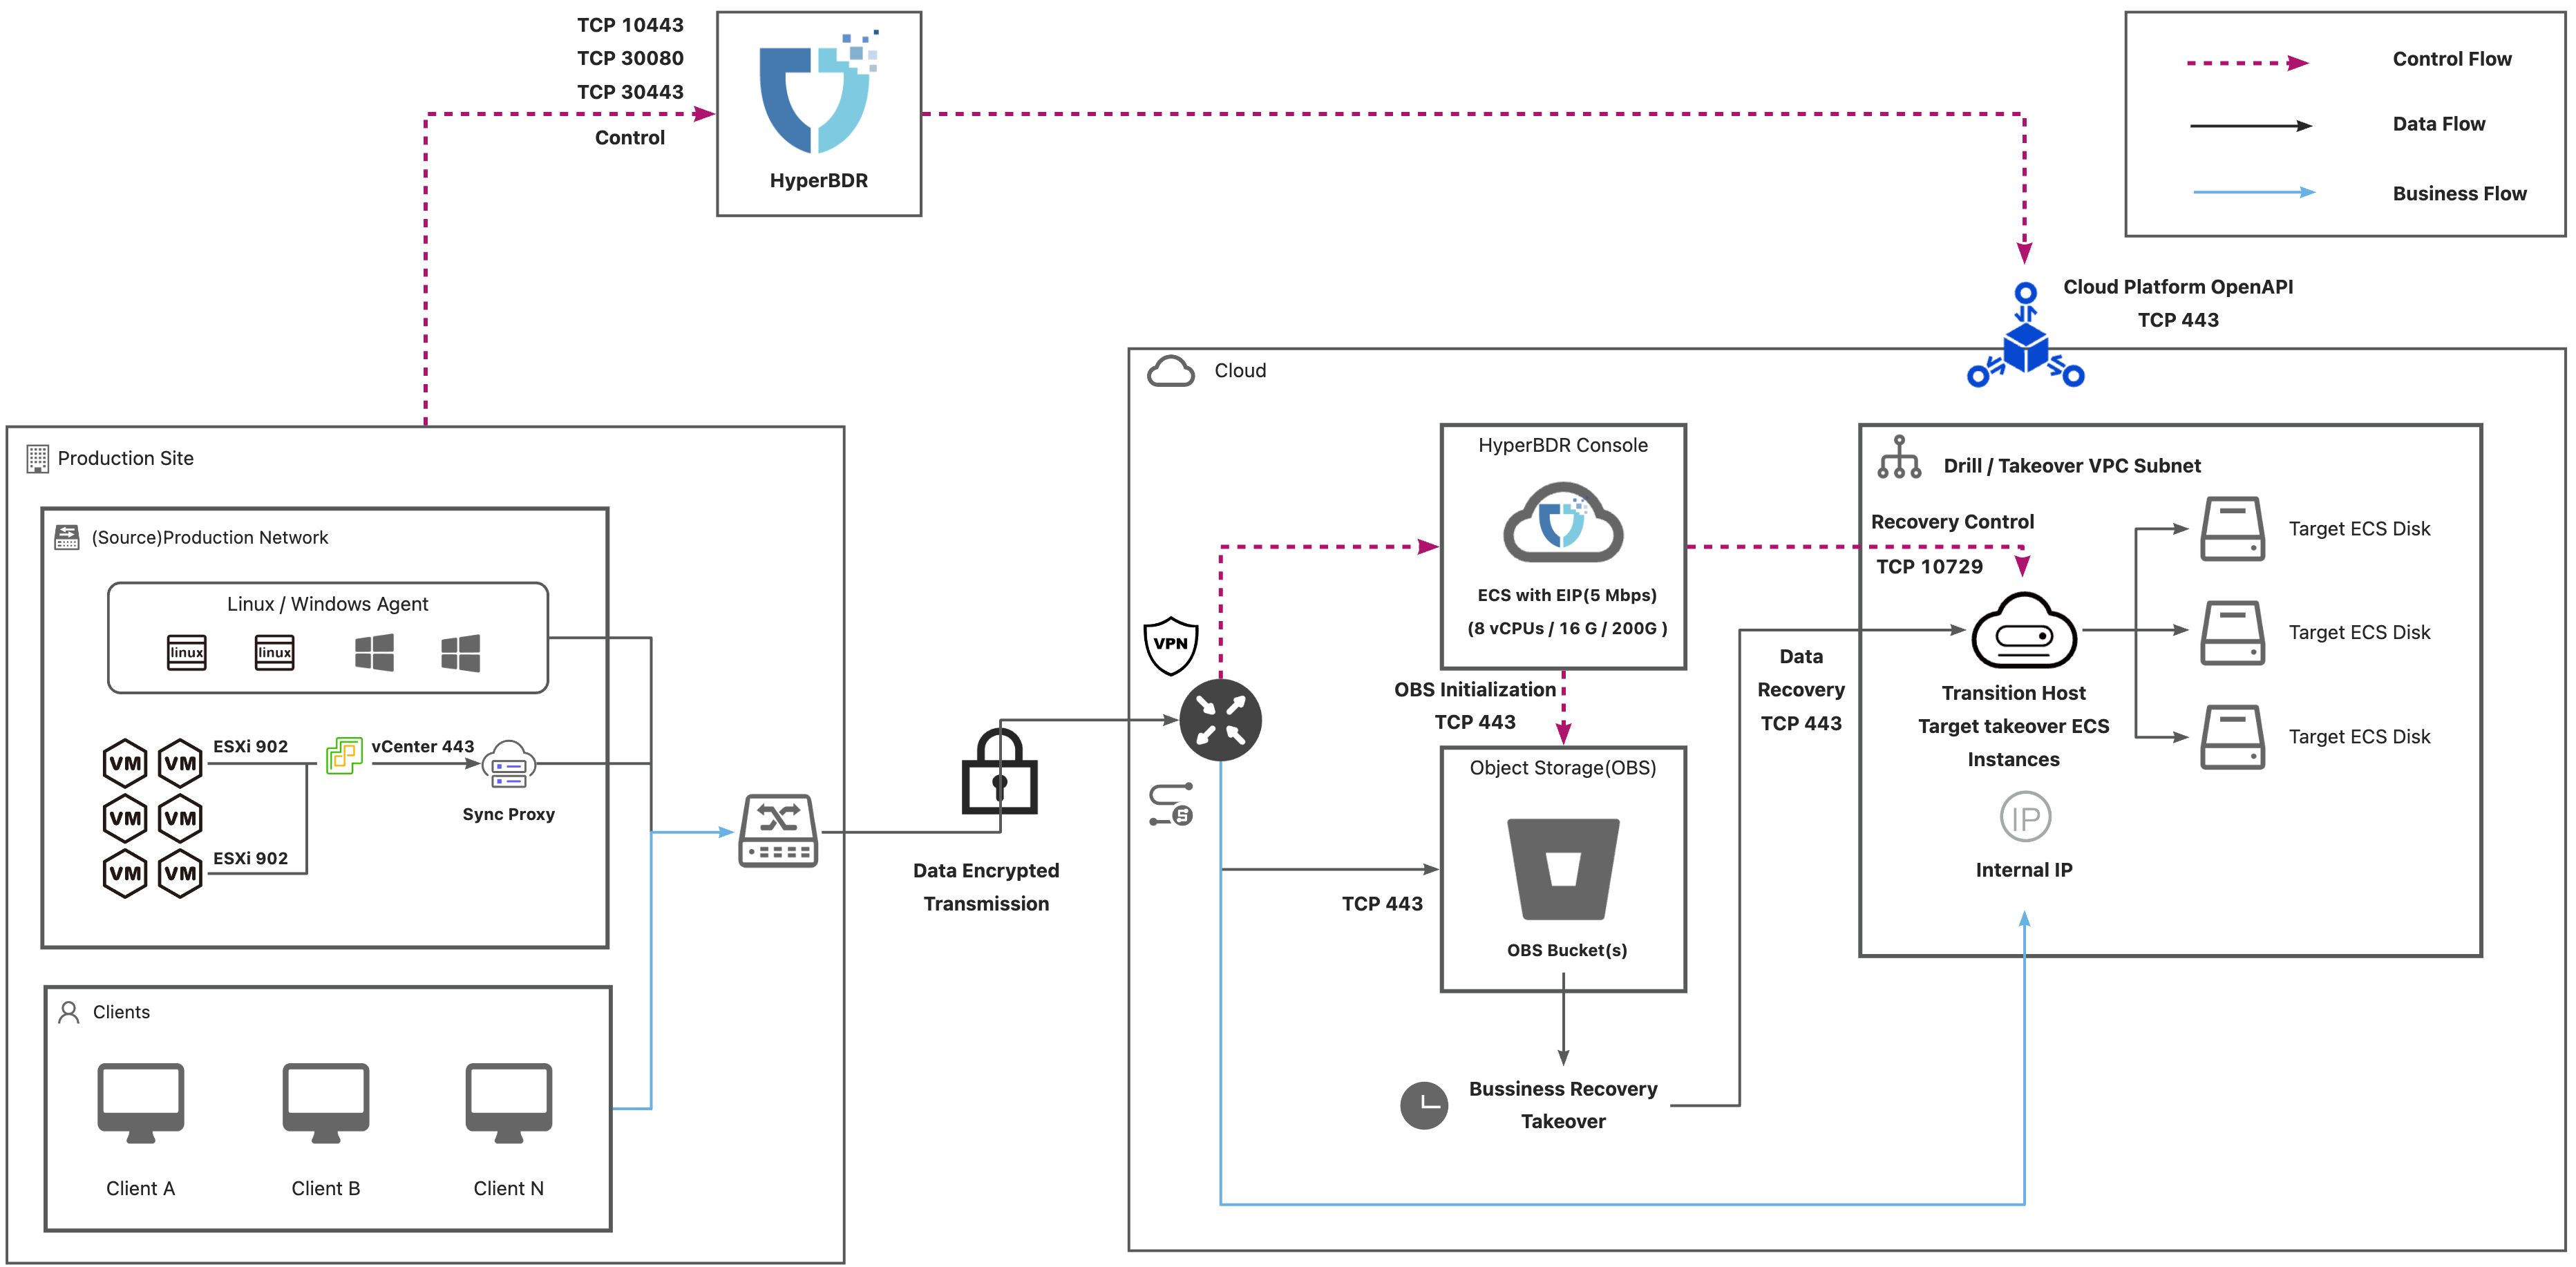 TCP 10443
TCP 30080
TCP 30443
Control
HyperBDR
Control Flow
Data Flow
Business Flow
Cloud Platform OpenAPI
TCP 443
Production Site
(Source)Production Network
Linux / Windows Agent
linux
linux
VM
VM
VM
VM
VM
VM
ESXi 902
ESXi 902
vCenter 443
Sync Proxy
Clients
Client A
Client B
Client N
Data Encrypted
Transmission
Cloud
VPN
S
HyperBDR Console
ECS with EIP(5 Mbps)
(8 vCPUs / 16 G / 200G )
OBS Initialization
TCP 443
Object Storage(OBS)
OBS Bucket(s)
TCP 443
Bussiness Recovery
Takeover
Data
Recovery
TCP 443
Drill / Takeover VPC Subnet
Recovery Control
TCP 10729
Transition Host
Target takeover ECS
Instances
IP
Internal IP
Target ECS Disk
Target ECS Disk
Target ECS Disk